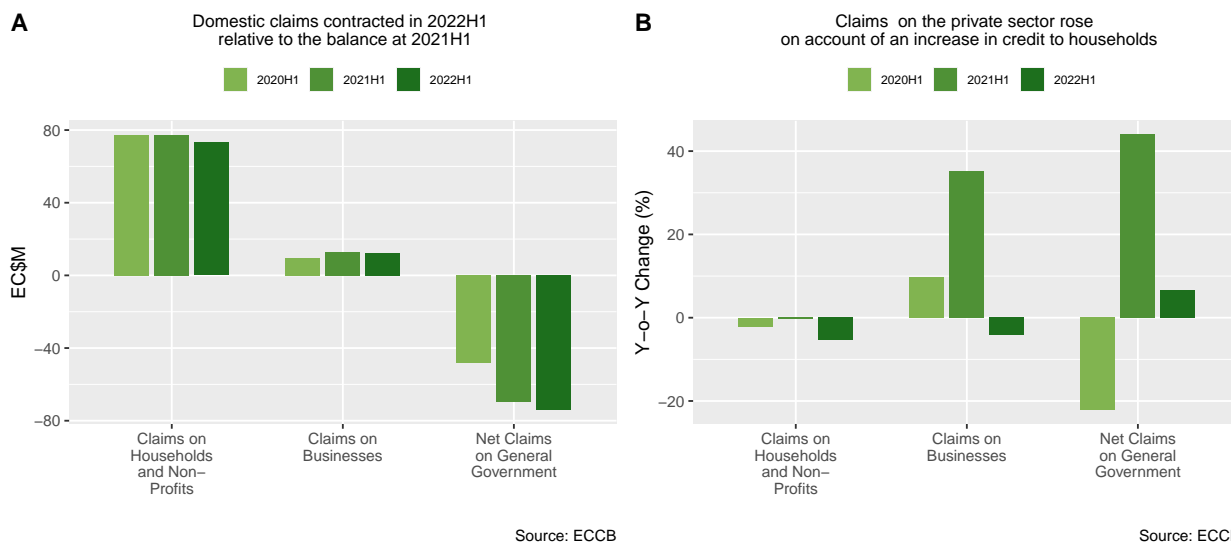 A
Domestic claims contracted in 2022H1
relative to the balance at 2021H1
2020H1 2021H1 2022H1
80
40
0
−40
−80
EC$M
Claims on
Households
and Non−
Profits
Claims on
Businesses
Net Claims
on General
Government
Source: ECCB
B
Claims on the private sector rose
on account of an increase in credit to households
2020H1 2021H1 2022H1
40
20
0
−20
Y−o−Y Change (%)
Claims on
Households
and Non−
Profits
Claims on
Businesses
Net Claims
on General
Government
Source: ECC